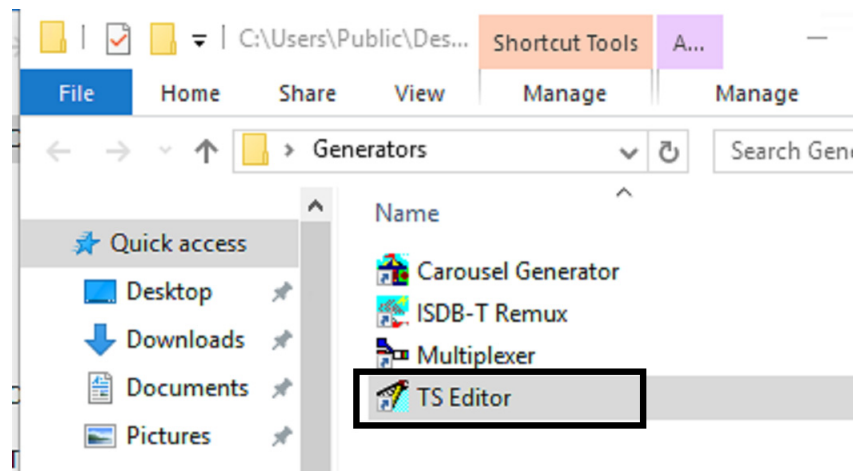 C:\Users\Public\Des... Shortcut Tools A...
File Home Share View Manage Manage
Generators Search Gene
Name
Quick access
Carousel Generator
Desktop
ISDB-T Remux
Downloads
Multiplexer
Documents
TS Editor
Pictures